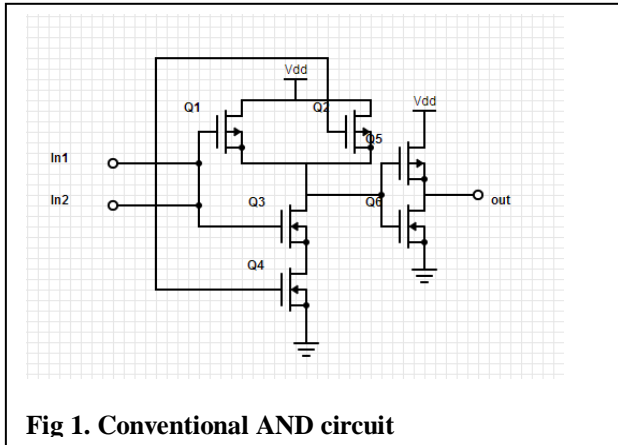 Vdd
Q1
Q2
Vdd
Q5
In1
In2
Q3
Q6
out
Q4
Fig 1. Conventional AND circuit